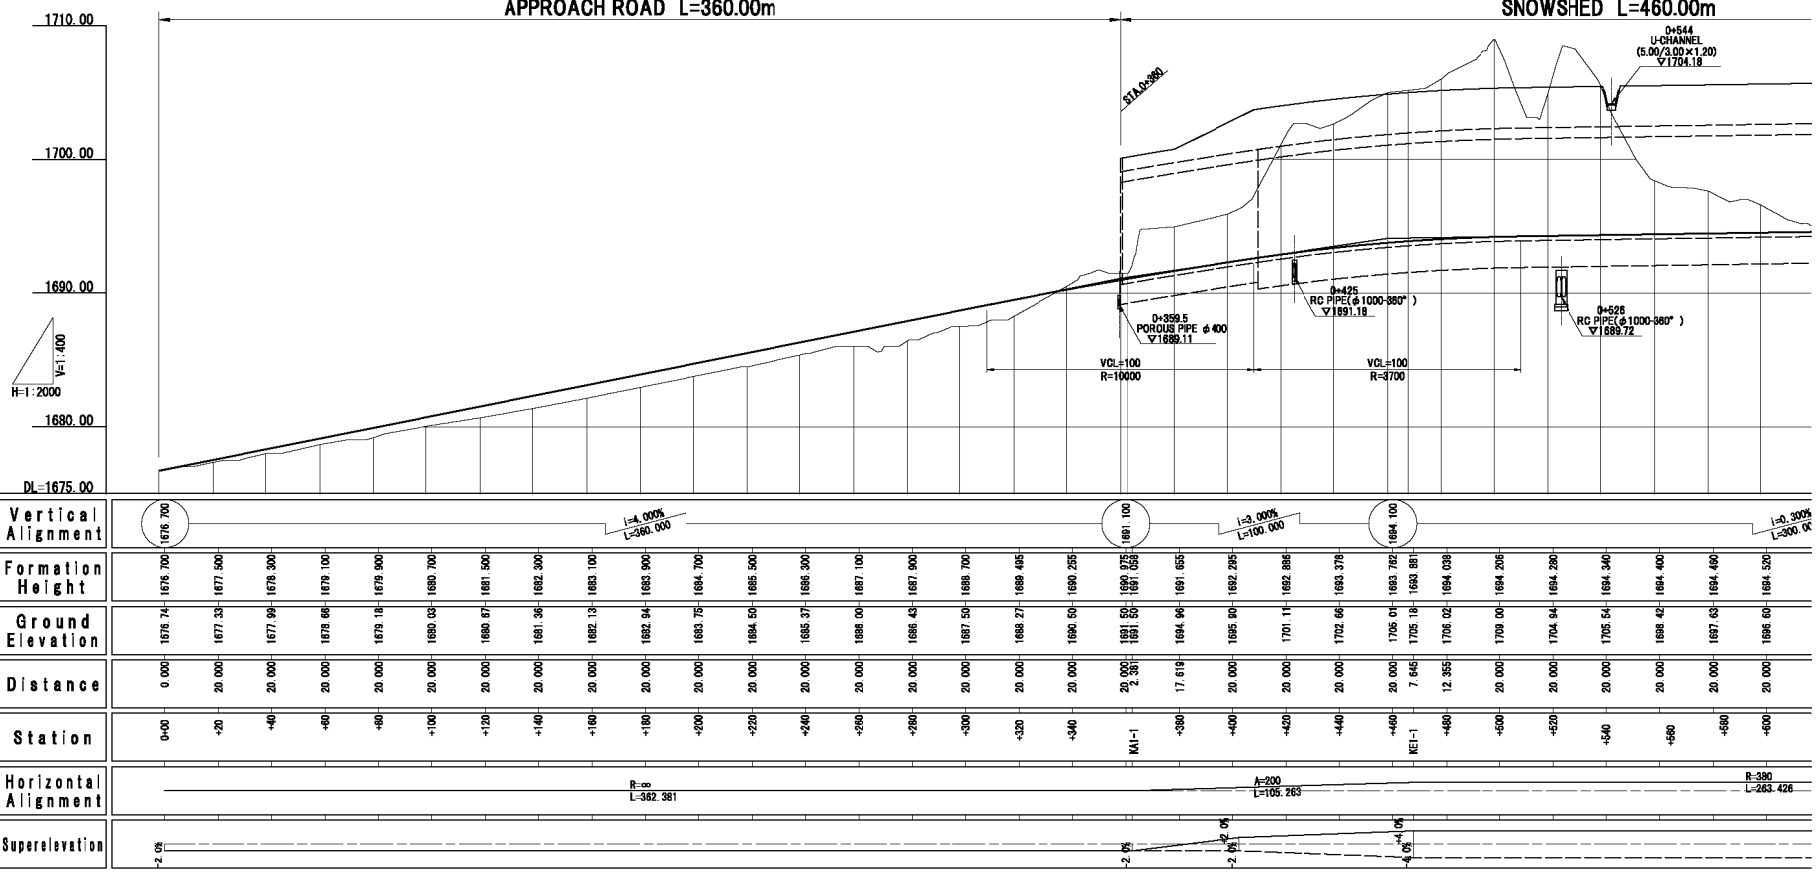 APPROACH ROAD L=360.00m
SNOWSHED L=460.00m
1710.00
1700.00
1690.00
1680.00
DL=1675.00
V=1:400
H=1:2000
STA.0+360
0+544
U-CHANNEL
(5.00/3.00×1.20)
▽1704.18
0+359.5
POROUS PIPE φ400
▽1689.11
0+425
RC PIPE(φ1000-360°)
▽1691.18
0+526
RC PIPE(φ1000-360°)
▽1689.72
VCL=100
R=10000
VCL=100
R=3700
Vertical
Alignment
1676.700
i=4.000%
L=360.000
1691.100
i=3.000%
L=100.000
1694.100
i=0.300%
Formation
Height
1676.700 1677.500 1678.300 1679.100 1679.900 1680.700 1681.500 1682.300 1683.100 1683.900 1684.700 1685.500 1686.300 1687.100 1687.900 1688.700 1689.495 1690.255 1690.975 1691.058 1691.655 1692.295 1692.886 1693.378 1693.762 1693.881 1694.038 1694.206 1694.280 1694.340 1694.400 1694.460 1694.520
Ground
Elevation
1676.74 1677.33 1677.99 1678.66 1679.18 1680.03 1680.67 1681.36 1682.13 1682.94 1683.75 1684.50 1685.37 1686.00 1686.43 1687.50 1688.27 1690.50 1691.50 1691.50 1694.96 1695.90 1701.11 1702.66 1705.01 1705.18 1706.02 1709.00 1704.94 1705.54 1698.42 1697.63 1696.60
Distance
0.000 20.000 20.000 20.000 20.000 20.000 20.000 20.000 20.000 20.000 20.000 20.000 20.000 20.000 20.000 20.000 20.000 20.000 20.000 2.381 17.619 20.000 20.000 20.000 20.000 7.645 12.355 20.000 20.000 20.000 20.000 20.000 20.000
Station
0+00 +20 +40 +60 +80 +100 +120 +140 +160 +180 +200 +220 +240 +260 +280 +300 +320 +340 KA1-1 +380 +400 +420 +440 +460 KE1-1 +480 +500 +520 +540 +560 +580 +600
Horizontal
Alignment
R=∞
L=362.381
A=200
L=105.263
R=380
L=263.426
Superelevation
-2.0%
-2.0%
+2.0%
-2.0%
+4.0%
-4.0%